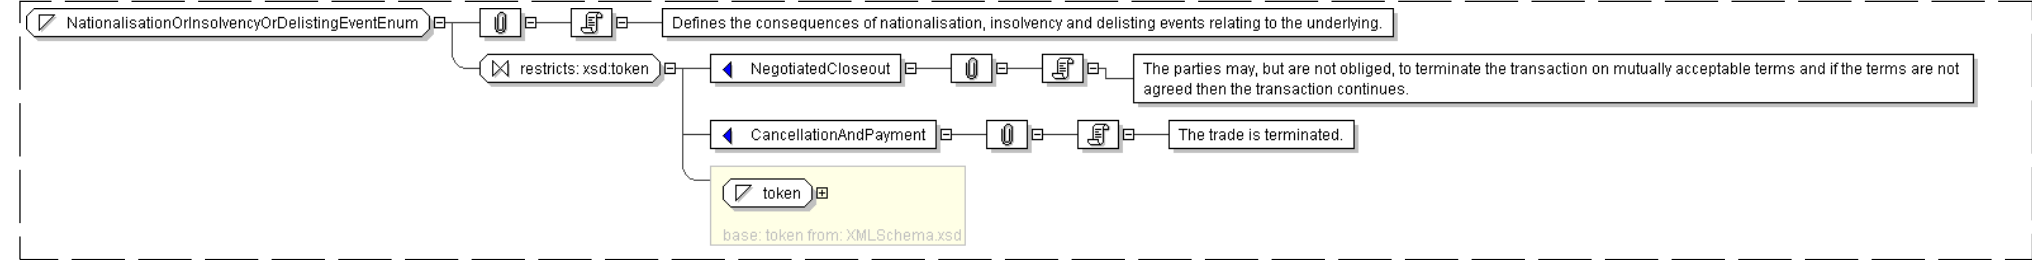 NationalisationOrInsolvencyOrDelistingEventEnum
Defines the consequences of nationalisation, insolvency and delisting events relating to the underlying.
restricts: xsd:token
NegotiatedCloseout
The parties may, but are not obliged, to terminate the transaction on mutually acceptable terms and if the terms are not
agreed then the transaction continues.
CancellationAndPayment
The trade is terminated.
token
base: token from: XMLSchema.xsd